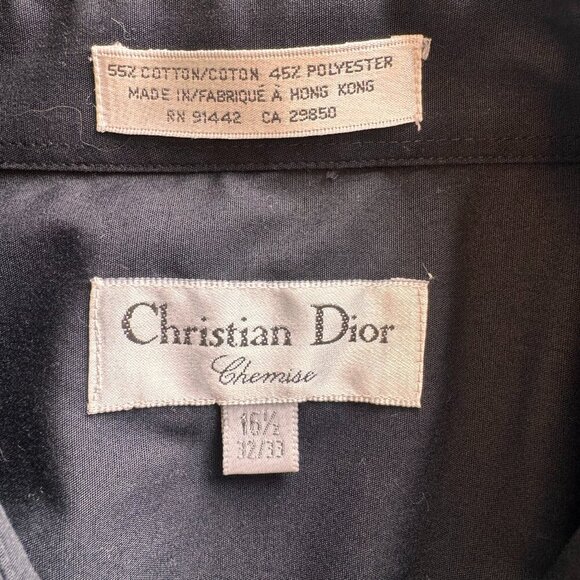 55% COTTON/COTON 45% POLYESTER
MADE IN/FABRIQUÉ À HONG KONG
RN 91442 CA 29850
Christian Dior
Chemise
16½
32/33